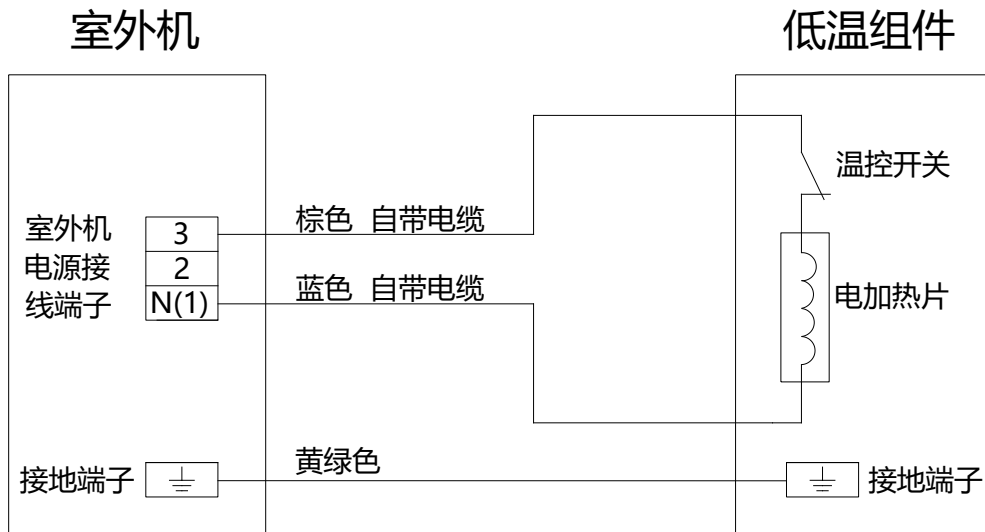 室外机
低温组件
温控开关
室外机
电源接
线端子
3
2
N(1)
棕色 自带电缆
蓝色 自带电缆
电加热片
黄绿色
接地端子
接地端子